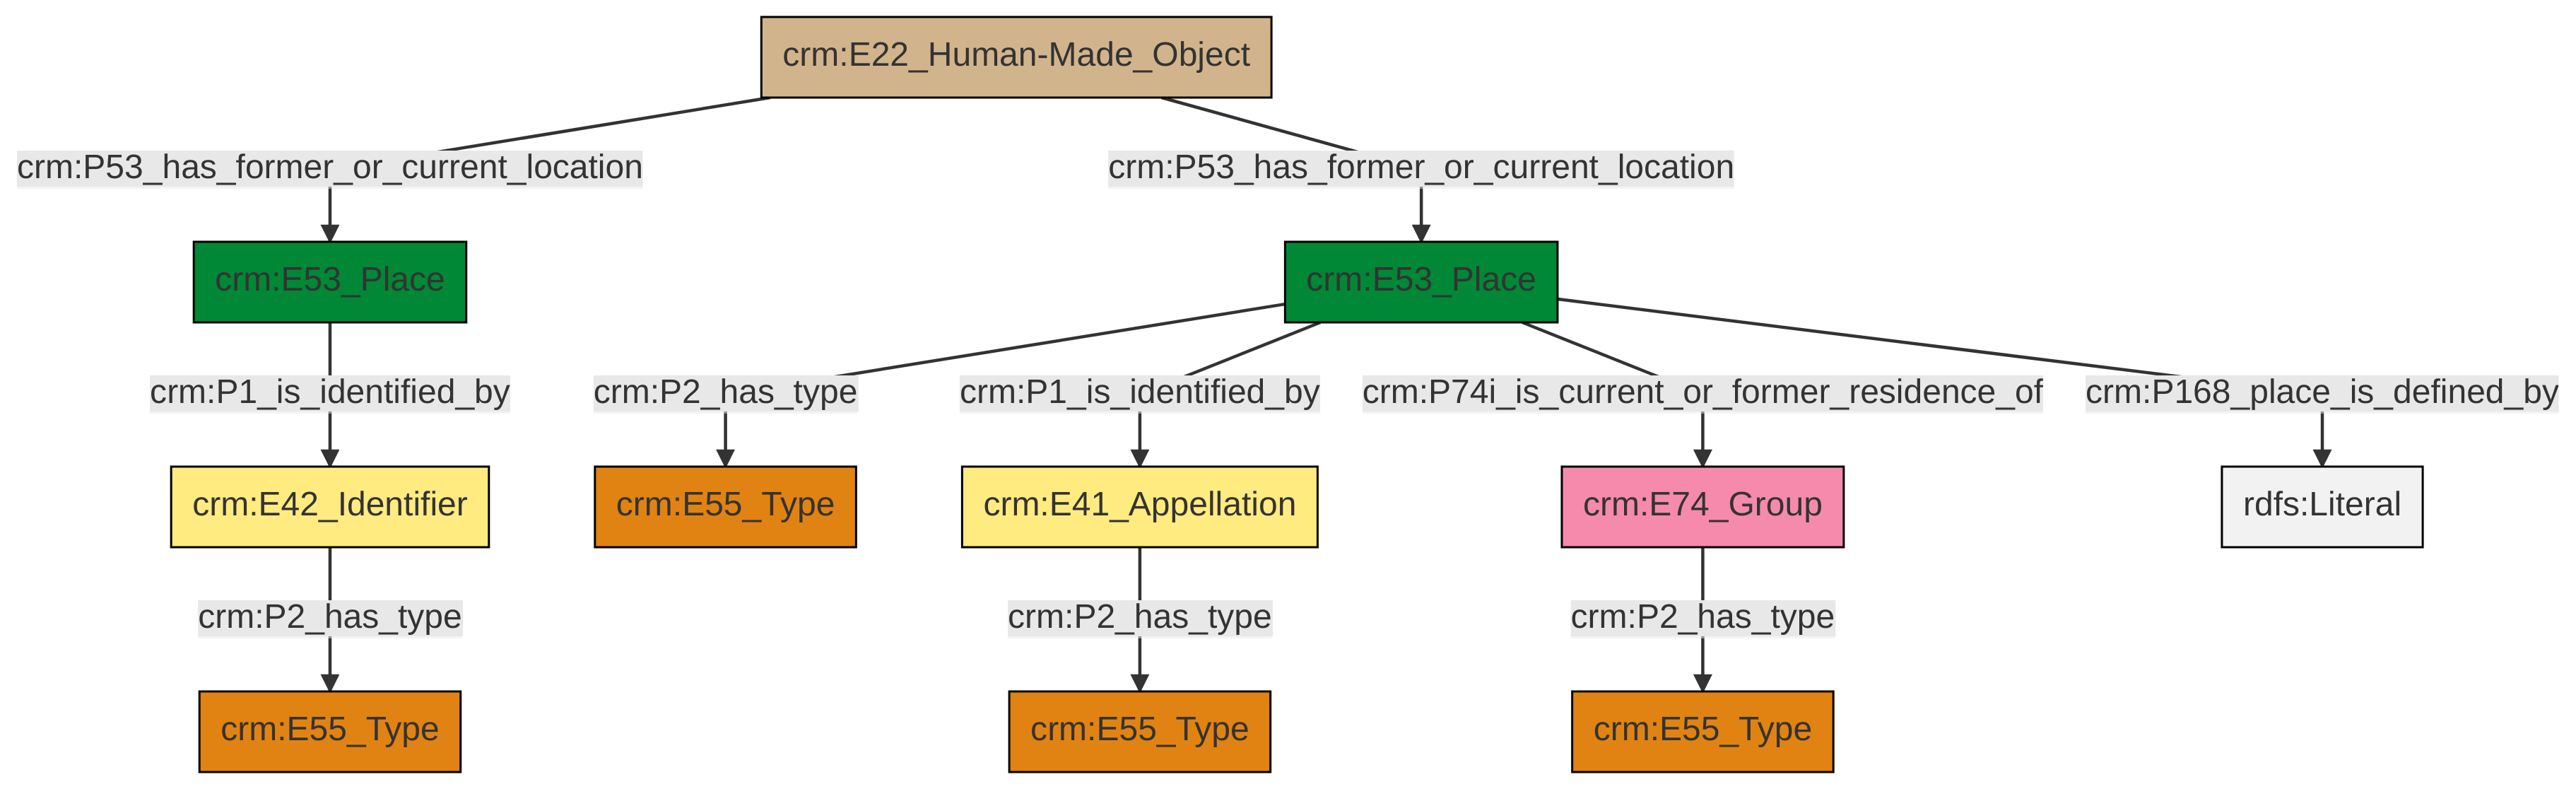 crm:E22_Human-Made_Object
crm:P53_has_former_or_current_location
crm:P53_has_former_or_current_location
crm:E53_Place
crm:E53_Place
crm:P1_is_identified_by
crm:P2_has_type
crm:P1_is_identified_by
crm:P74i_is_current_or_former_residence_of
crm:P168_place_is_defined_by
crm:E42_Identifier
crm:E55_Type
crm:E41_Appellation
crm:E74_Group
rdfs:Literal
crm:P2_has_type
crm:P2_has_type
crm:P2_has_type
crm:E55_Type
crm:E55_Type
crm:E55_Type